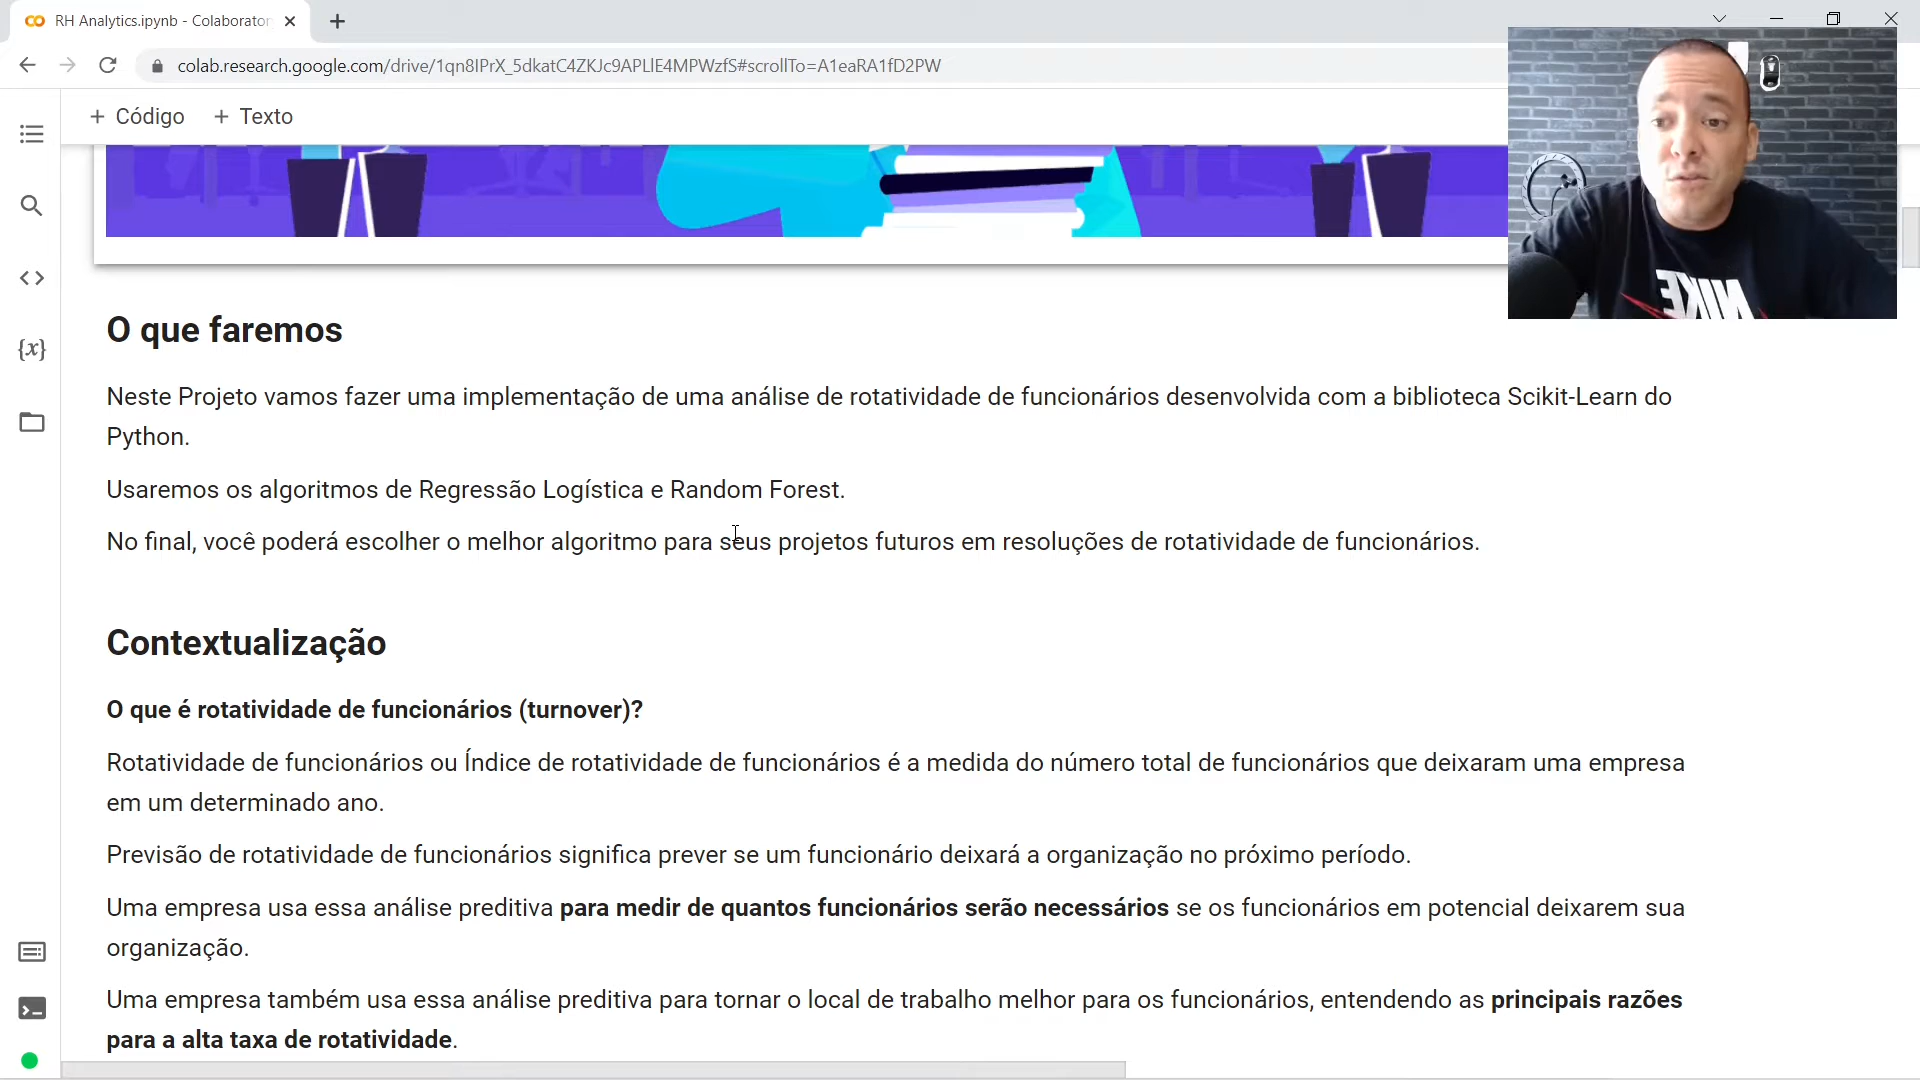 RH Analytics.ipynb - Colaborator
colab.research.google.com/drive/1qn8IPrX_5dkatC4ZKJc9APLlE4MPWzfS#scrollTo=A1eaRA1fD2PW
+ Código + Texto
NIKE
{x}
O que faremos
Neste Projeto vamos fazer uma implementação de uma análise de rotatividade de funcionários desenvolvida com a biblioteca Scikit-Learn do
Python.
Usaremos os algoritmos de Regressão Logística e Random Forest.
No final, você poderá escolher o melhor algoritmo para seus projetos futuros em resoluções de rotatividade de funcionários.
Contextualização
O que é rotatividade de funcionários (turnover)?
Rotatividade de funcionários ou Índice de rotatividade de funcionários é a medida do número total de funcionários que deixaram uma empresa
em um determinado ano.
Previsão de rotatividade de funcionários significa prever se um funcionário deixará a organização no próximo período.
Uma empresa usa essa análise preditiva para medir de quantos funcionários serão necessários se os funcionários em potencial deixarem sua
organização.
Uma empresa também usa essa análise preditiva para tornar o local de trabalho melhor para os funcionários, entendendo as principais razões
para a alta taxa de rotatividade.